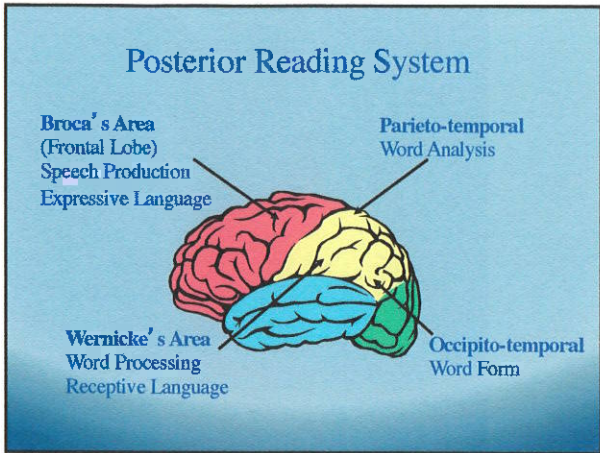 Posterior Reading System
Broca's Area
(Frontal Lobe)
Speech Production
Expressive Language
Parieto-temporal
Word Analysis
Wernicke's Area
Word Processing
Receptive Language
Occipito-temporal
Word Form